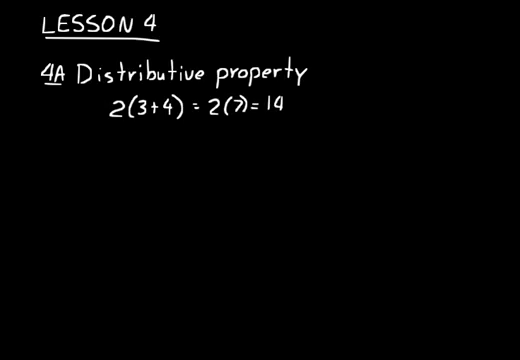 LESSON 4
4A Distributive property
2(3+4) = 2(7) = 14